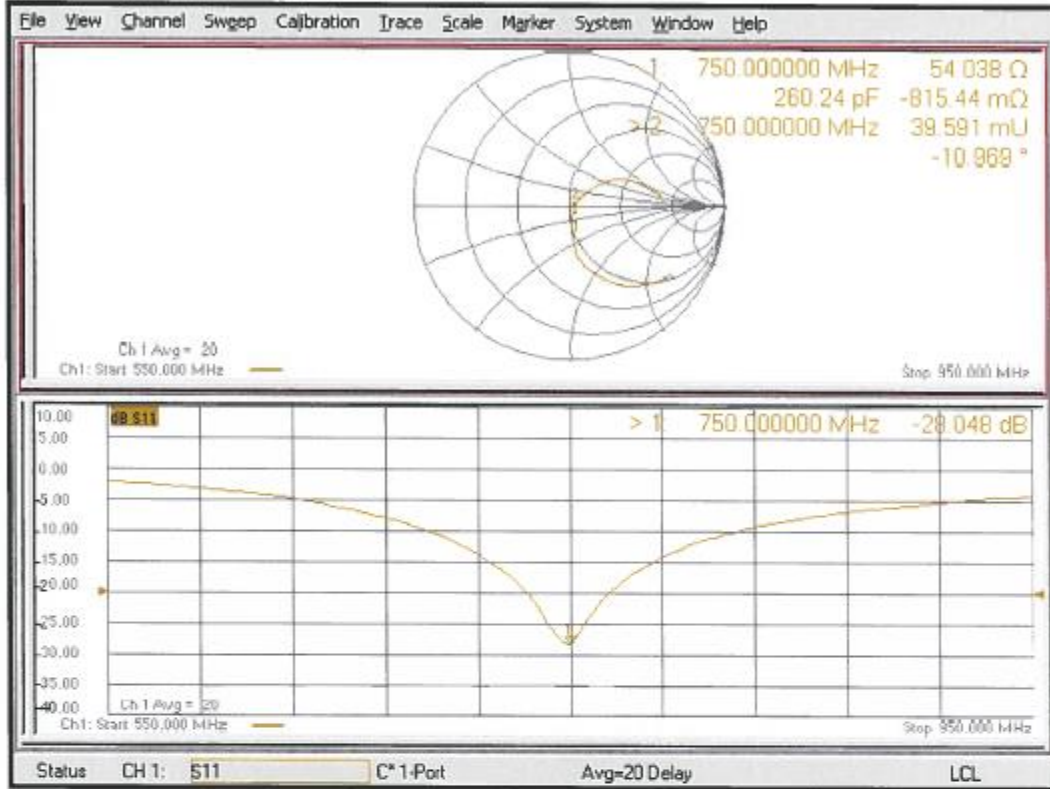 File View Channel Sweep Calibration Trace Scale Marker System Window Help
1 750.000000 MHz 54.038 Ω
260.24 pF -815.44 mΩ
> 2 750.000000 MHz 39.591 mU
-10.969 °
Ch 1 Avg = 20
Ch1: Start 550.000 MHz Stop 950.000 MHz
10.00 dB S11 > 1 750.000000 MHz -28.048 dB
5.00
0.00
-5.00
-10.00
-15.00
-20.00
-25.00
-30.00
-35.00
-40.00 Ch 1 Avg = 20
Ch1: Start 550.000 MHz Stop 950.000 MHz
Status CH 1: S11 C* 1-Port Avg=20 Delay LCL